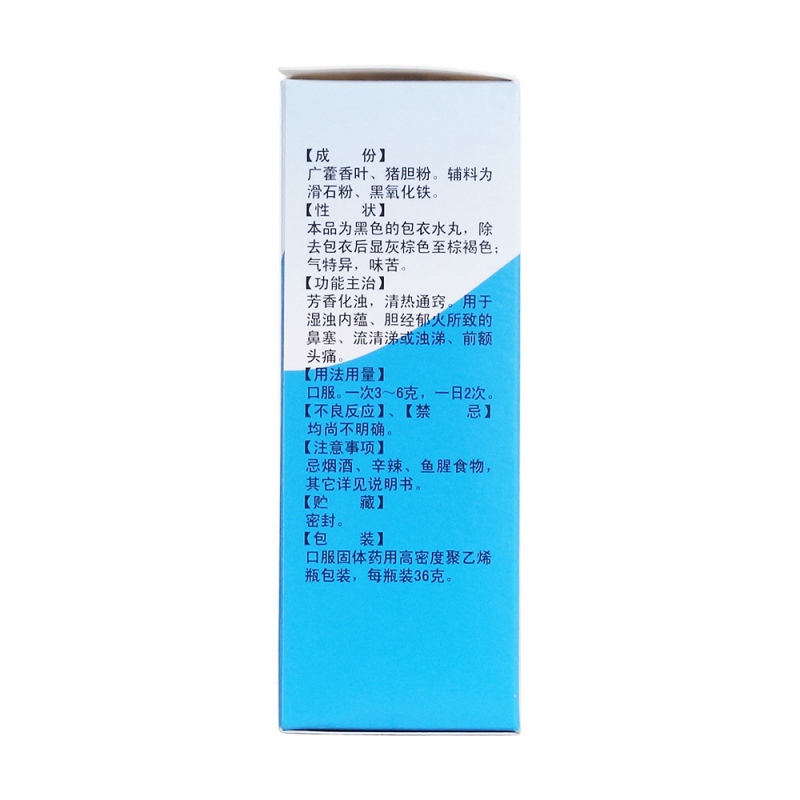 【成　份】
广藿香叶、猪胆粉。辅料为
滑石粉、黑氧化铁。
【性　状】
本品为黑色的包衣水丸，除
去包衣后显灰棕色至棕褐色；
气特异，味苦。
【功能主治】
芳香化浊，清热通窍。用于
湿浊内蕴、胆经郁火所致的
鼻塞、流清涕或浊涕、前额
头痛。
【用法用量】
口服。一次3～6克，一日2次。
【不良反应】、【禁　忌】
均尚不明确。
【注意事项】
忌烟酒、辛辣、鱼腥食物，
其它详见说明书。
【贮　藏】
密封。
【包　装】
口服固体药用高密度聚乙烯
瓶包装，每瓶装36克。